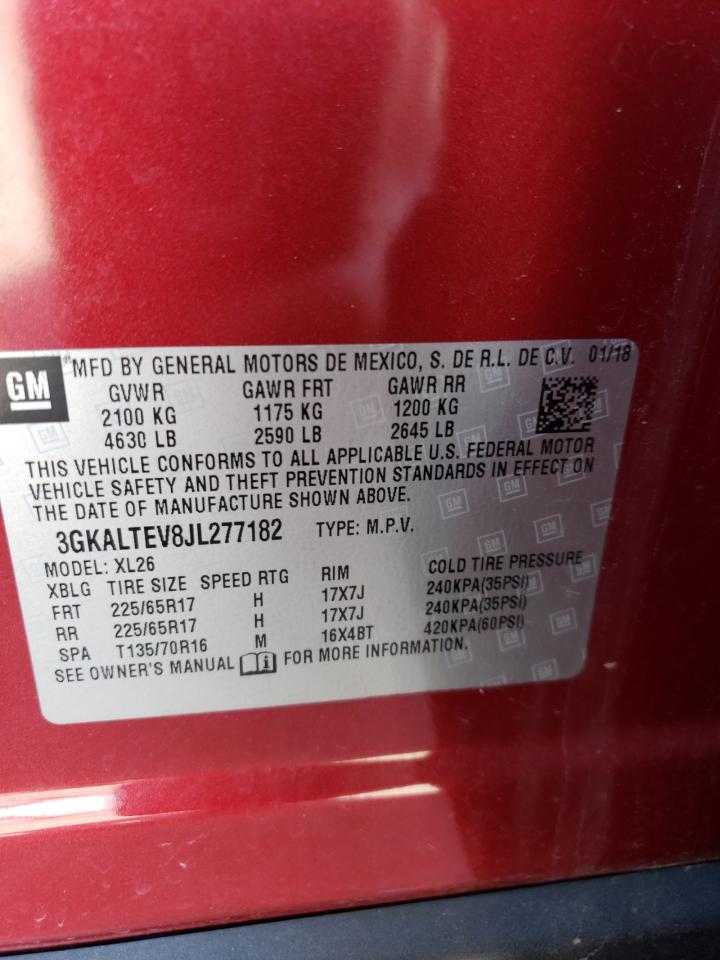 GM
MFD BY GENERAL MOTORS DE MEXICO, S. DE R.L. DE C.V. 01/18
GVWR GAWR FRT GAWR RR
2100 KG 1175 KG 1200 KG
4630 LB 2590 LB 2645 LB
THIS VEHICLE CONFORMS TO ALL APPLICABLE U.S. FEDERAL MOTOR
VEHICLE SAFETY AND THEFT PREVENTION STANDARDS IN EFFECT ON
THE DATE OF MANUFACTURE SHOWN ABOVE.
3GKALTEV8JL277182 TYPE: M.P.V.
MODEL: XL26
XBLG TIRE SIZE SPEED RTG RIM COLD TIRE PRESSURE
FRT 225/65R17 H 17X7J 240KPA(35PSI)
RR 225/65R17 H 17X7J 240KPA(35PSI)
SPA T135/70R16 M 16X4BT 420KPA(60PSI)
SEE OWNER'S MANUAL FOR MORE INFORMATION.